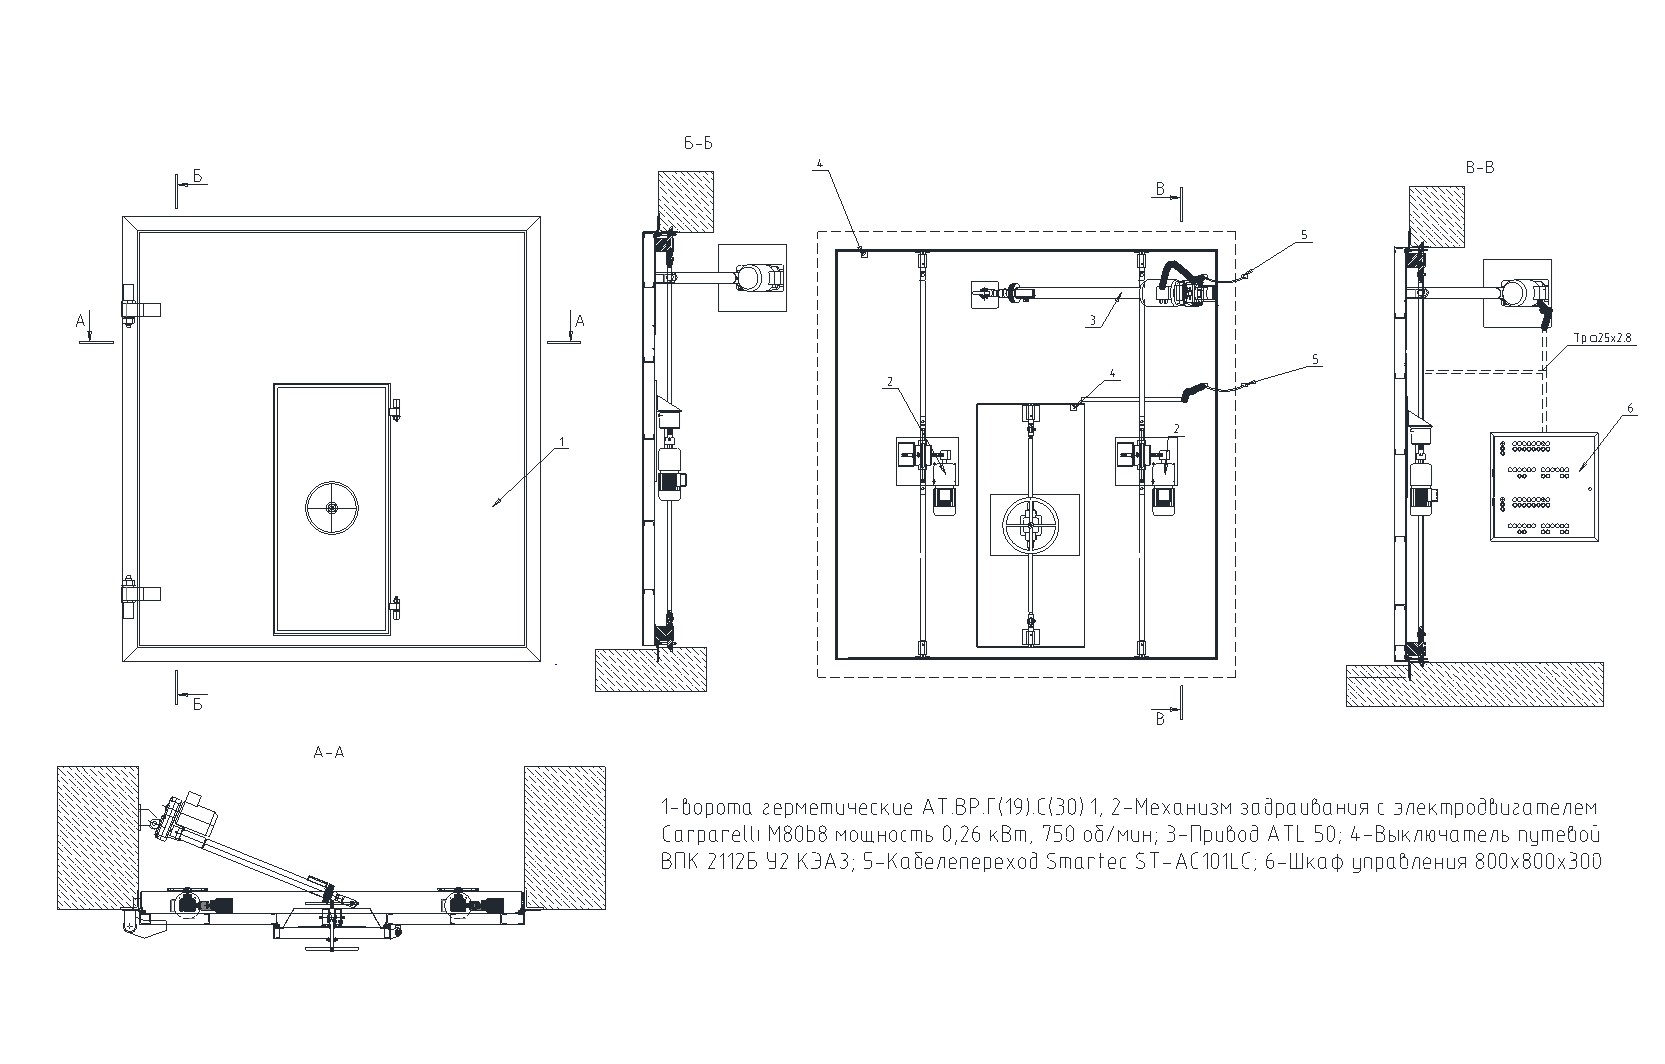 Б-Б
4
В-В
В
Б
5
А
А
3
Тр□25х2.8
5
4
2
6
2
1
Б
В
А-А
1-ворота герметические АТ.ВР.Г(19).С(30) 1, 2-Механизм задраивания с электродвигателем
Carparelli M80b8 мощность 0,26 кВт, 750 об/мин; 3-Привод ATL 50; 4-Выключатель путевой
ВПК 2112Б У2 КЭАЗ; 5-Кабелепереход Smartec ST-AC101LC; 6-Шкаф управления 800х800х300